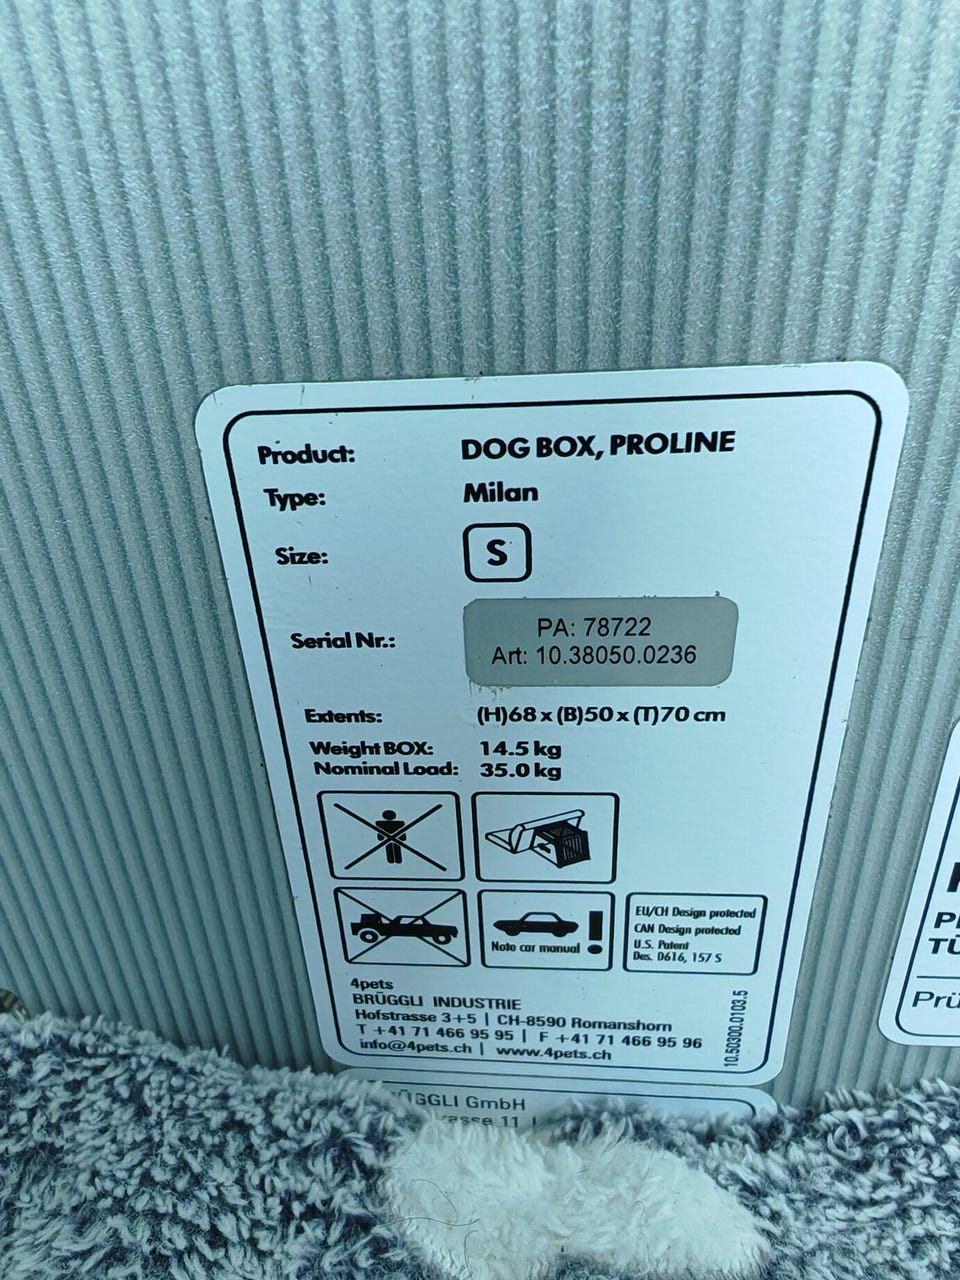 Product: DOG BOX, PROLINE
Type: Milan
Size: S
Serial Nr.: PA: 78722
Art: 10.38050.0236
Extents: (H)68 x (B)50 x (T)70 cm
Weight BOX: 14.5 kg
Nominal Load: 35.0 kg
Note car manual !
EU/CH Design protected
CAN Design protected
U.S. Patent
Des. D616, 157 S
4pets
BRÜGGLI INDUSTRIE
Hofstrasse 3+5 | CH-8590 Romanshorn
T +41 71 466 95 95 | F +41 71 466 95 96
info@4pets.ch | www.4pets.ch
10.50300.0103.5
GmbH
11